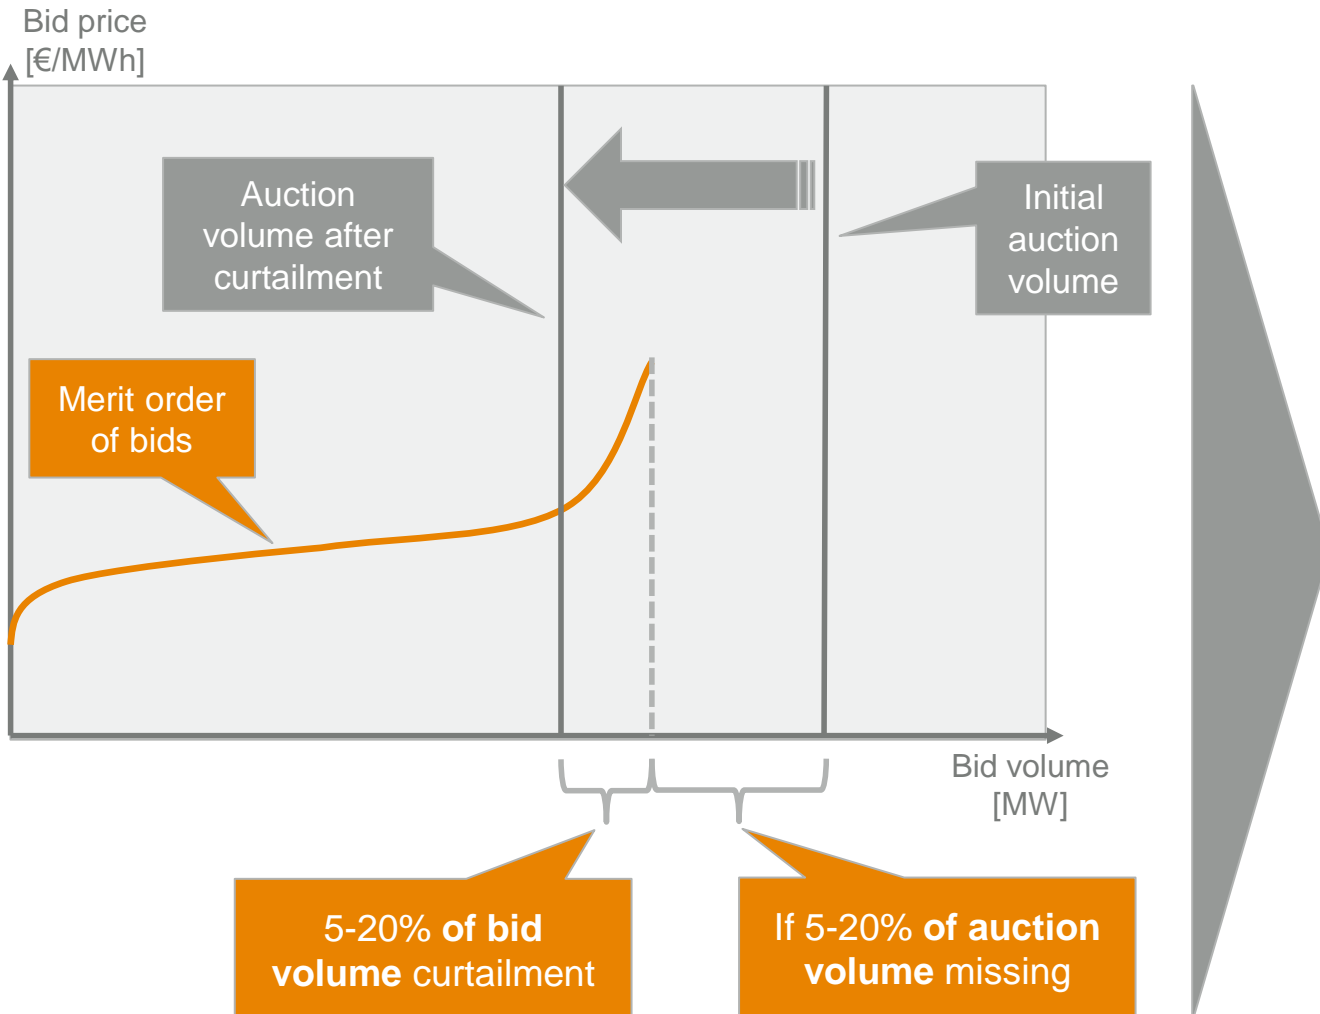 Bid price
[€/MWh]
Auction
volume after
curtailment
Initial
auction
volume
Merit order
of bids
Bid volume
[MW]
5-20% of bid
volume curtailment
If 5-20% of auction
volume missing